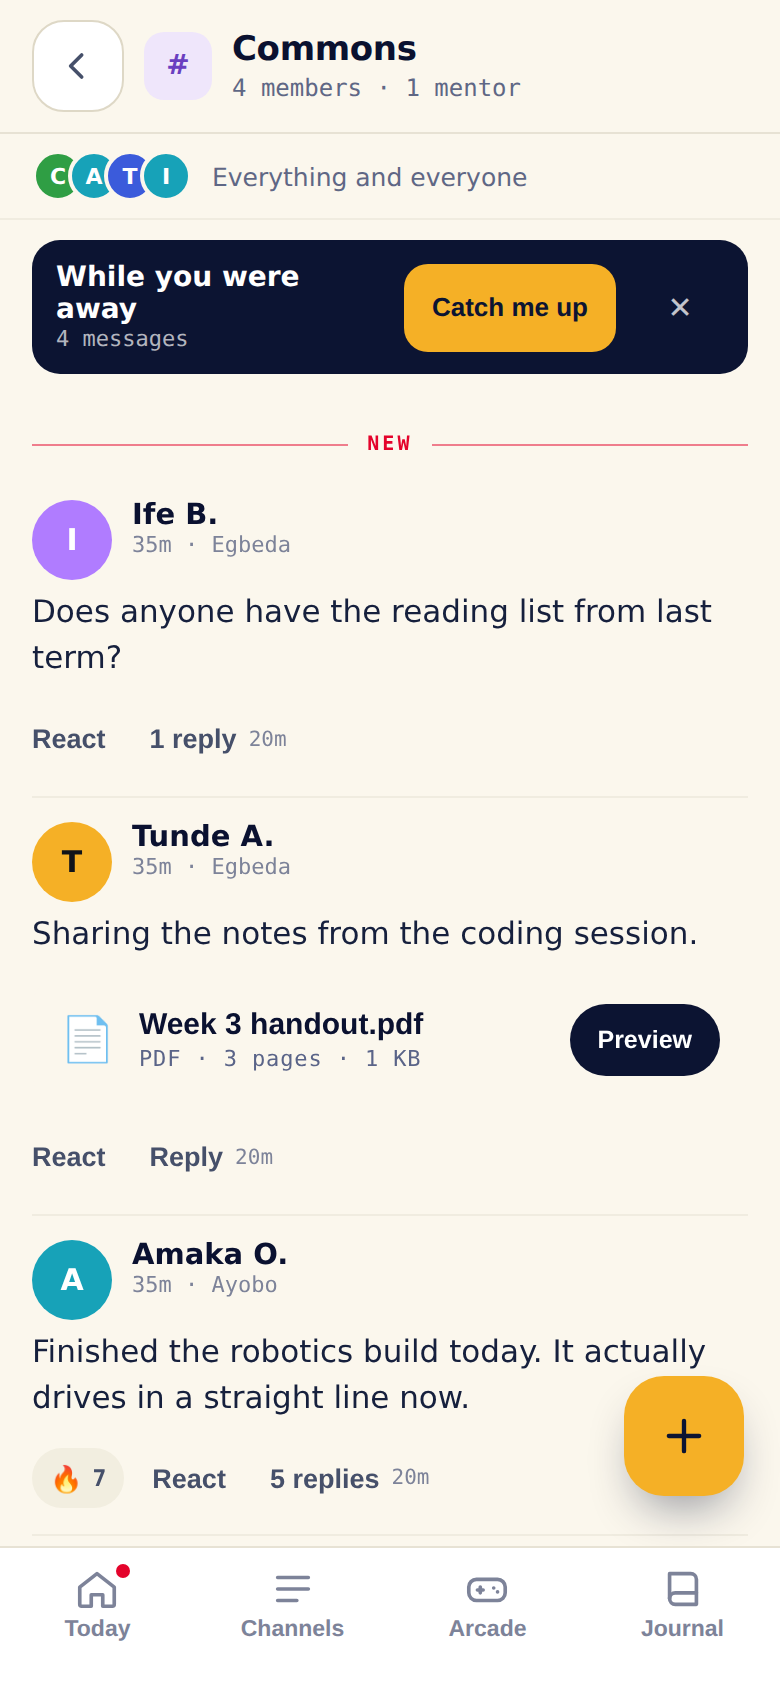 #
Commons
4 members · 1 mentor
C A T I
Everything and everyone
While you were
away
4 messages
Catch me up
NEW
I
Ife B.
35m · Egbeda
Does anyone have the reading list from last
term?
React 1 reply 20m
T
Tunde A.
35m · Egbeda
Sharing the notes from the coding session.
Week 3 handout.pdf
PDF · 3 pages · 1 KB
Preview
React Reply 20m
A
Amaka O.
35m · Ayobo
Finished the robotics build today. It actually
drives in a straight line now.
🔥 7 React 5 replies 20m
Today Channels Arcade Journal